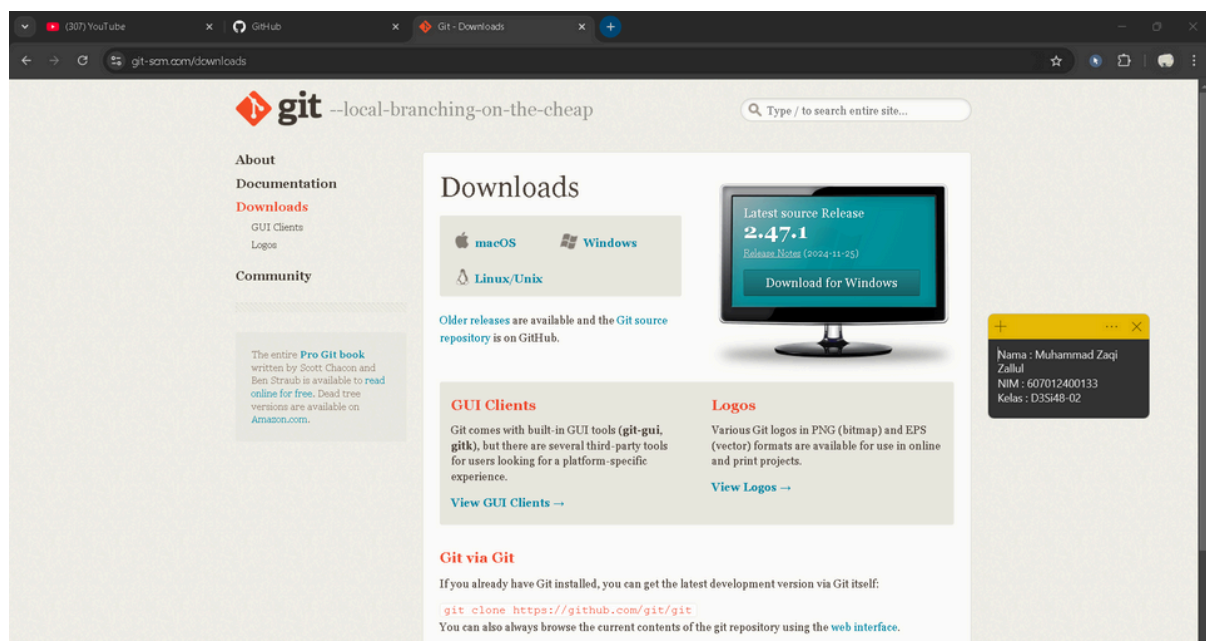 (307) YouTube
GitHub
Git - Downloads
git-scm.com/downloads
git --local-branching-on-the-cheap
Type / to search entire site...
About
Documentation
Downloads
GUI Clients
Logos
Community
The entire Pro Git book
written by Scott Chacon and
Ben Straub is available to read
online for free. Dead tree
versions are available on
Amazon.com.
Downloads
macOS
Windows
Linux/Unix
Older releases are available and the Git source
repository is on GitHub.
Latest source Release
2.47.1
Release Notes (2024-11-25)
Download for Windows
GUI Clients
Git comes with built-in GUI tools (git-gui,
gitk), but there are several third-party tools
for users looking for a platform-specific
experience.
View GUI Clients →
Logos
Various Git logos in PNG (bitmap) and EPS
(vector) formats are available for use in online
and print projects.
View Logos →
Git via Git
If you already have Git installed, you can get the latest development version via Git itself:
git clone https://github.com/git/git
You can also always browse the current contents of the git repository using the web interface.
Nama : Muhammad Zaqi
Zallul
NIM : 607012400133
Kelas : D3Si48-02